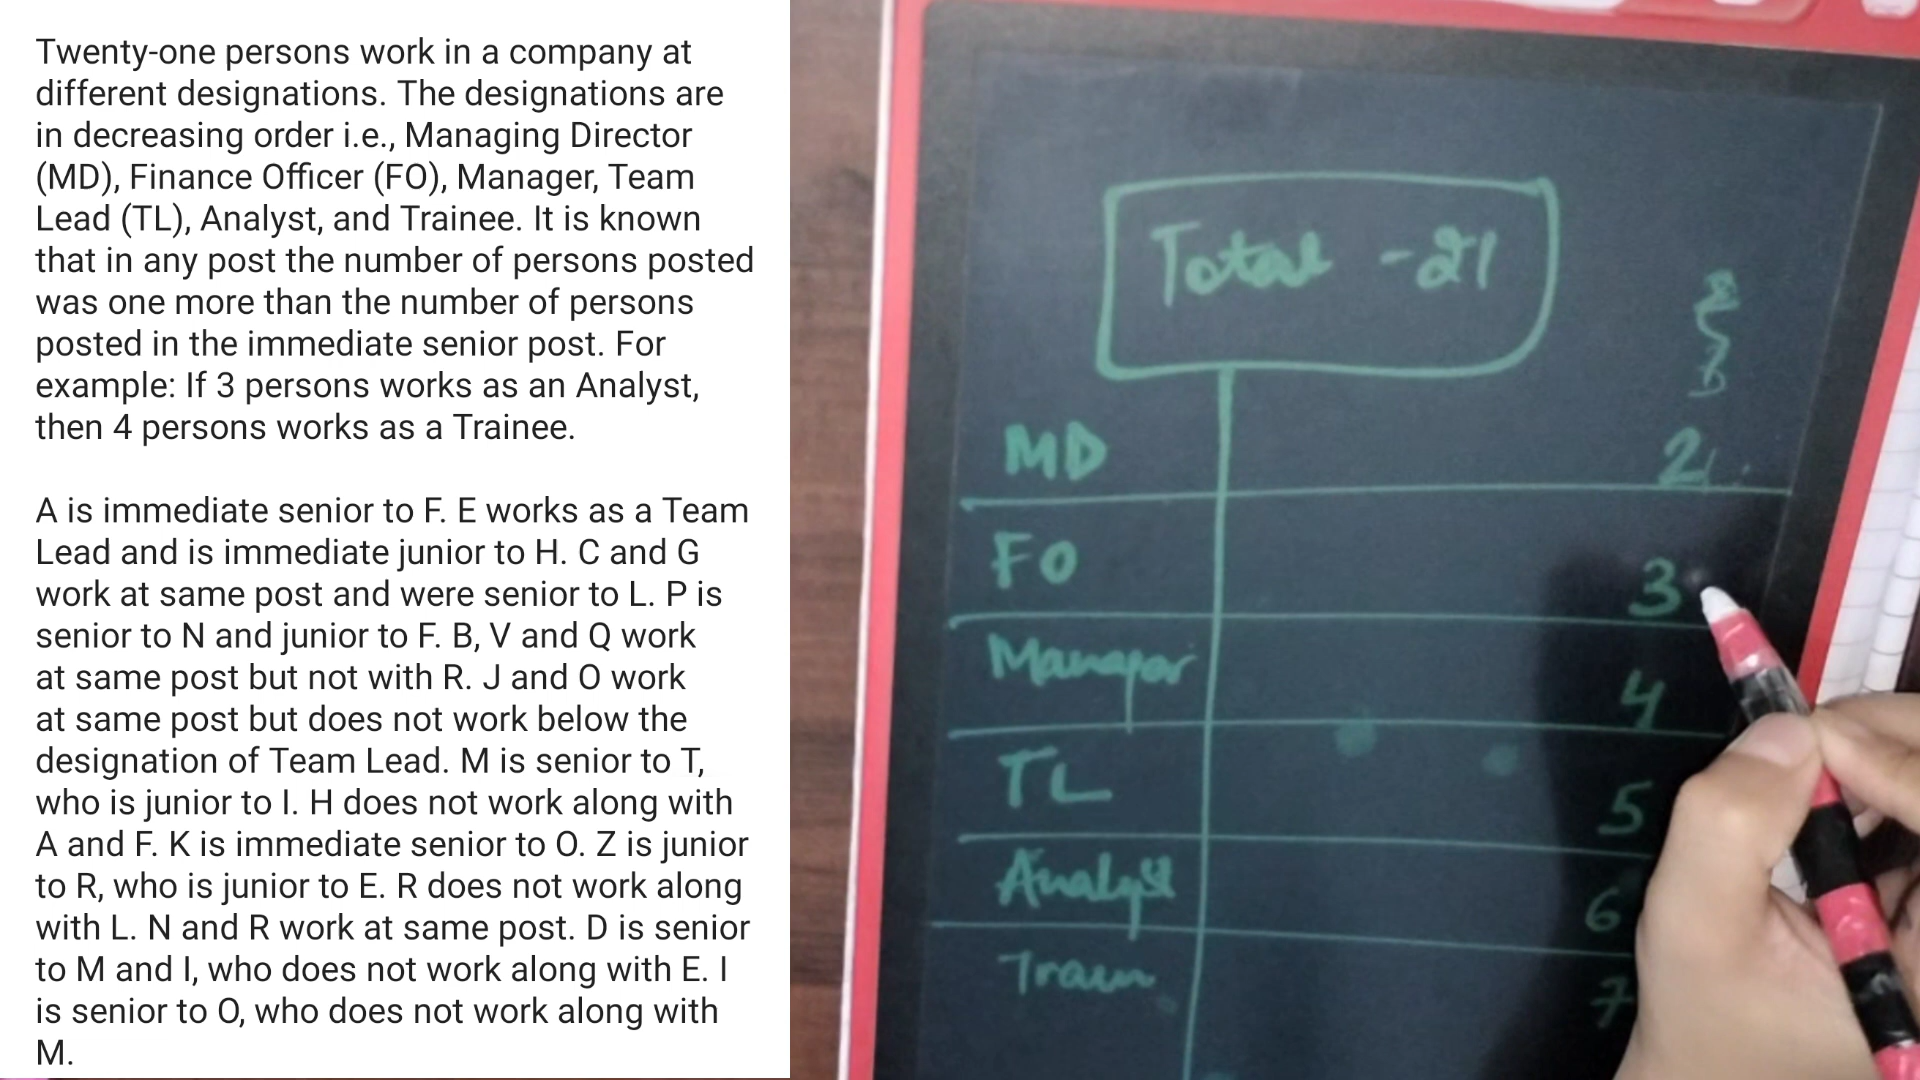 Twenty-one persons work in a company at
different designations. The designations are
in decreasing order i.e., Managing Director
(MD), Finance Officer (FO), Manager, Team
Lead (TL), Analyst, and Trainee. It is known
that in any post the number of persons posted
was one more than the number of persons
posted in the immediate senior post. For
example: If 3 persons works as an Analyst,
then 4 persons works as a Trainee.
A is immediate senior to F. E works as a Team
Lead and is immediate junior to H. C and G
work at same post and were senior to L. P is
senior to N and junior to F. B, V and Q work
at same post but not with R. J and O work
at same post but does not work below the
designation of Team Lead. M is senior to T,
who is junior to I. H does not work along with
A and F. K is immediate senior to O. Z is junior
to R, who is junior to E. R does not work along
with L. N and R work at same post. D is senior
to M and I, who does not work along with E. I
is senior to O, who does not work along with
M.
Total - 21
MD 2
FO 3
Manager 4
TL 5
Analyst 6
Train 7